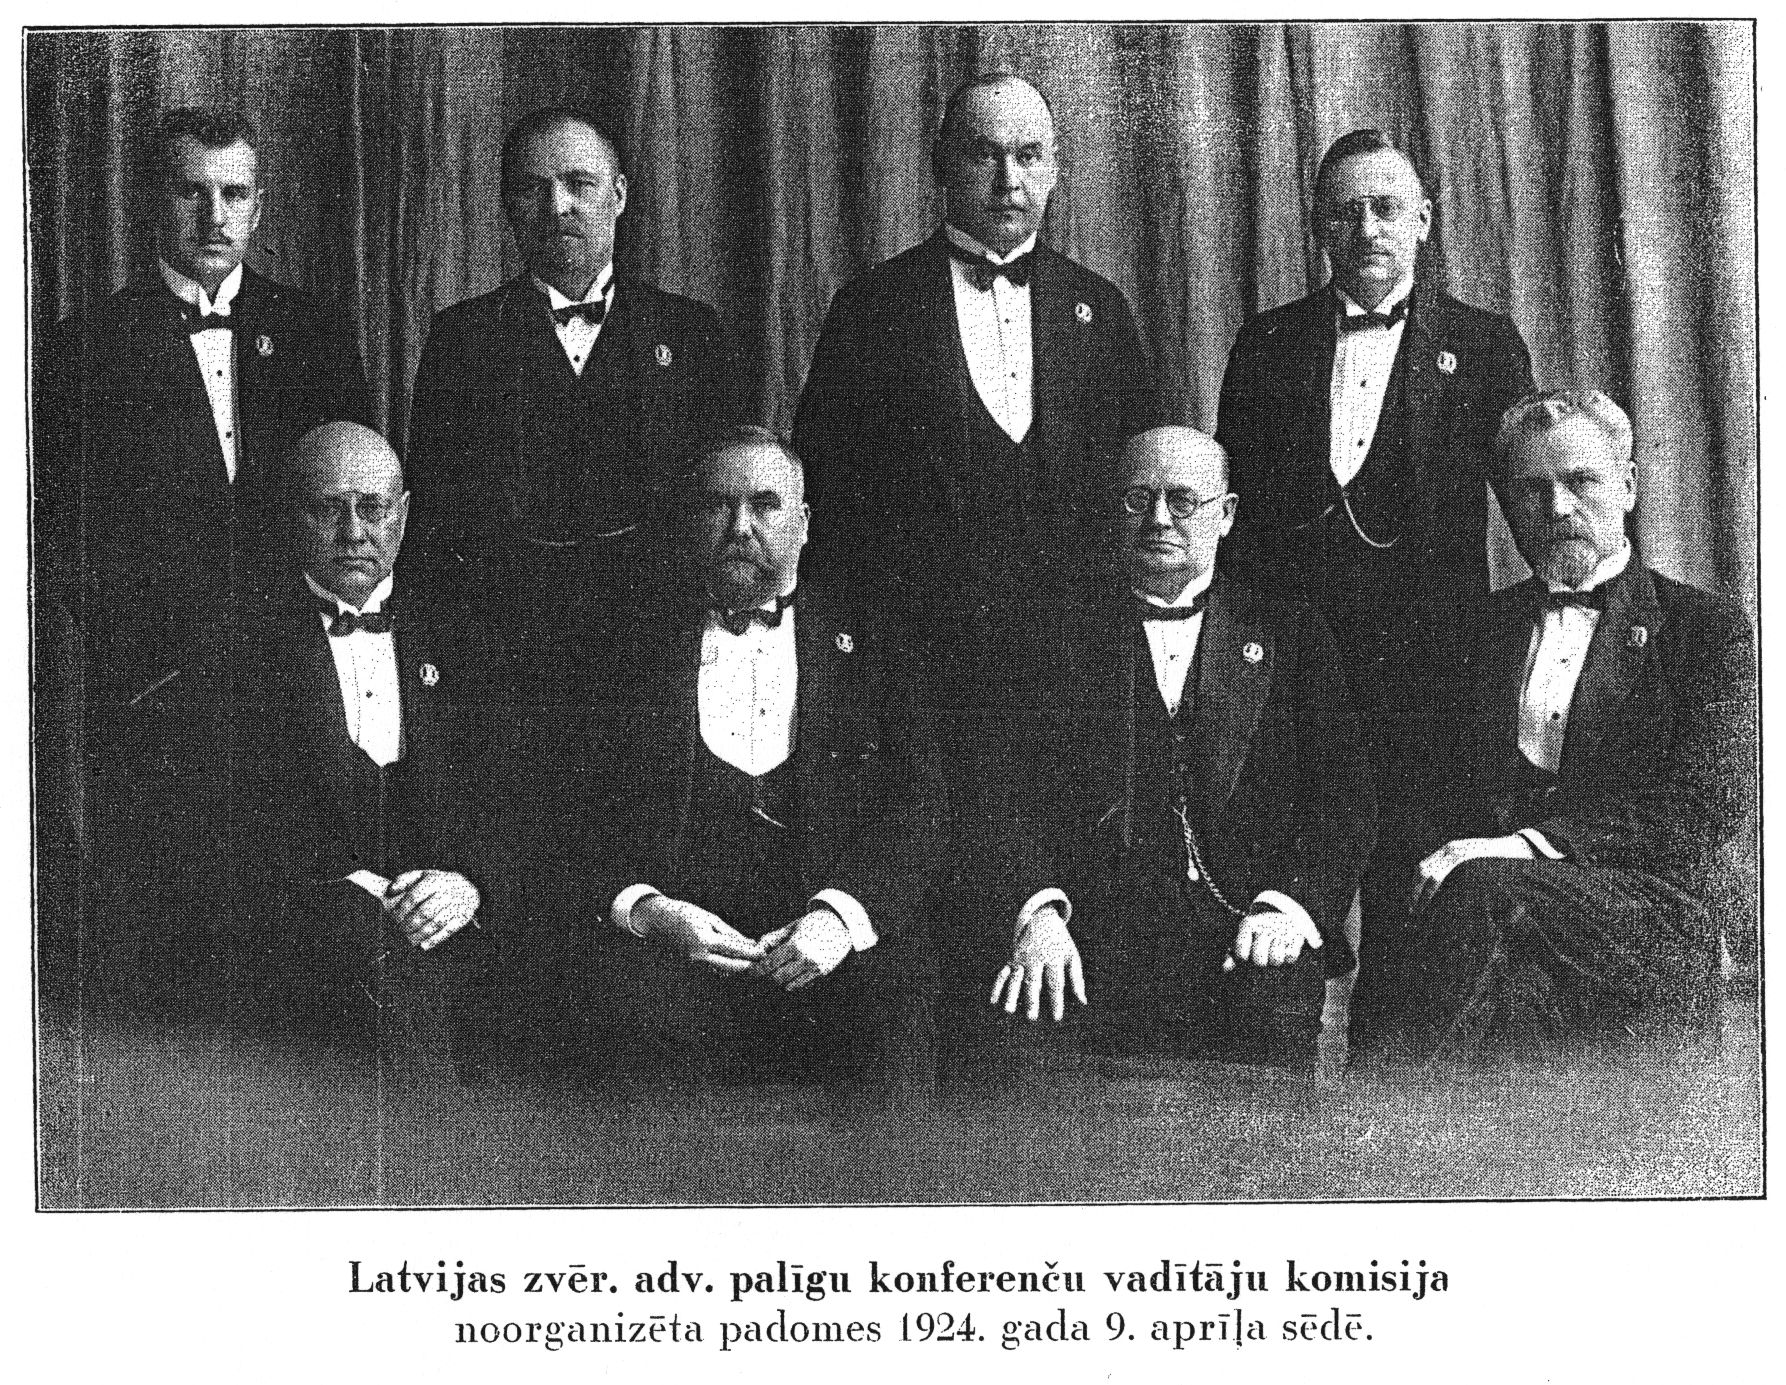 Latvijas zvēr. adv. palīgu konferenču vadītāju komisija
noorganizēta padomes 1924. gada 9. aprīļa sēdē.